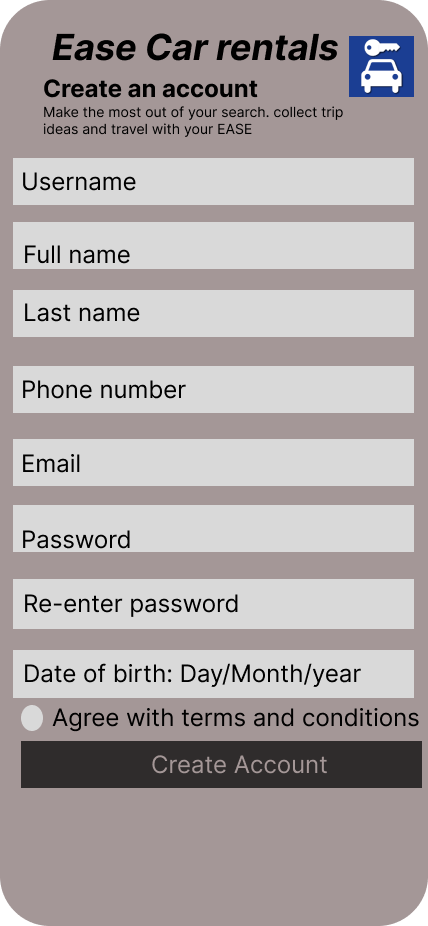 Ease Car rentals
Create an account
Make the most out of your search. collect trip
ideas and travel with your EASE
Username
Full name
Last name
Phone number
Email
Password
Re-enter password
Date of birth: Day/Month/year
Agree with terms and conditions
Create Account